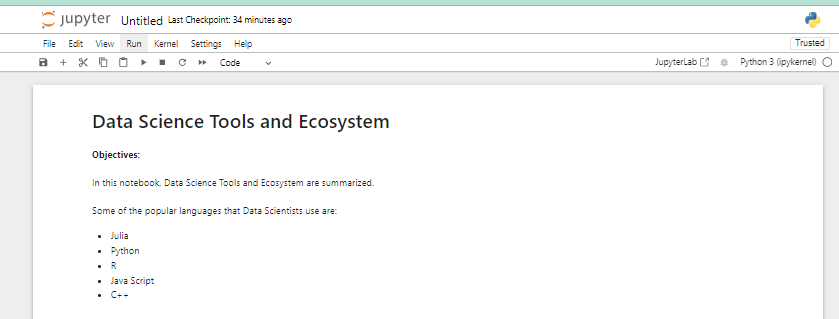 jupyter Untitled Last Checkpoint: 34 minutes ago
File Edit View Run Kernel Settings Help Trusted
Code JupyterLab Python 3 (ipykernel)
Data Science Tools and Ecosystem
Objectives:
In this notebook, Data Science Tools and Ecosystem are summarized.
Some of the popular languages that Data Scientists use are:
• Julia
• Python
• R
• Java Script
• C++